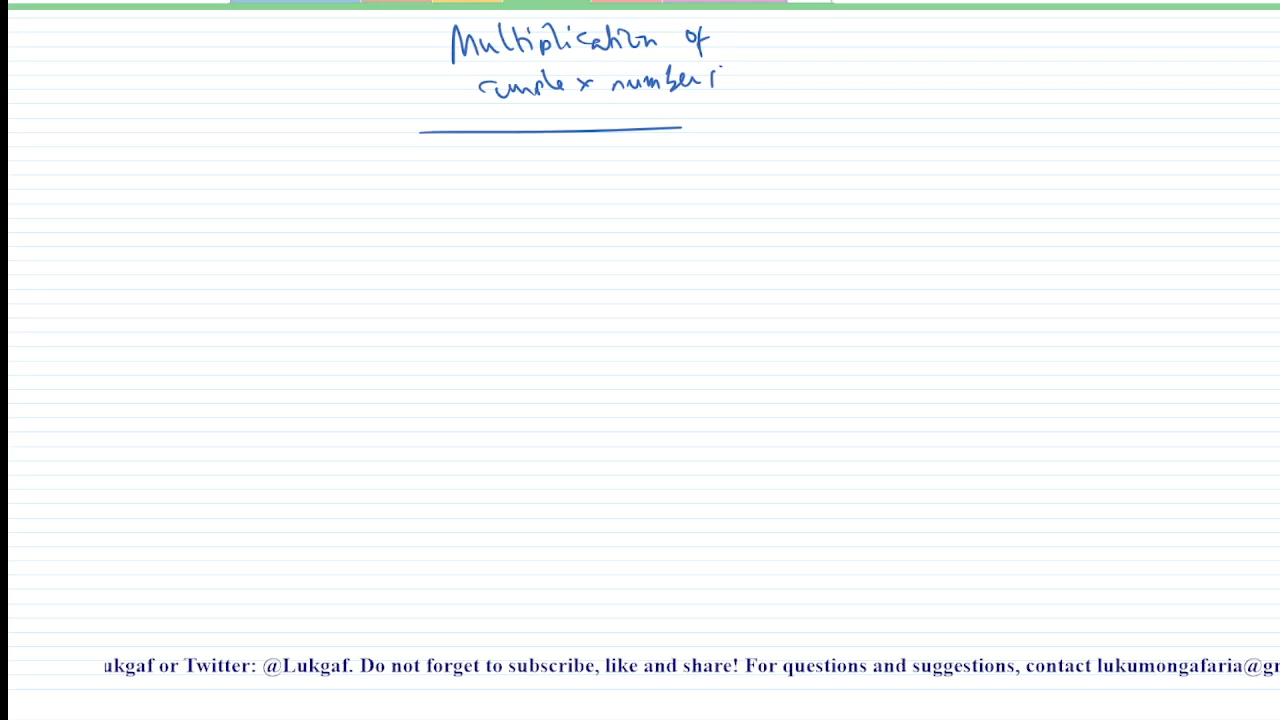 Multiplication of
complex numbers
ukgaf or Twitter: @Lukgaf. Do not forget to subscribe, like and share! For questions and suggestions, contact lukumongafaria@gm